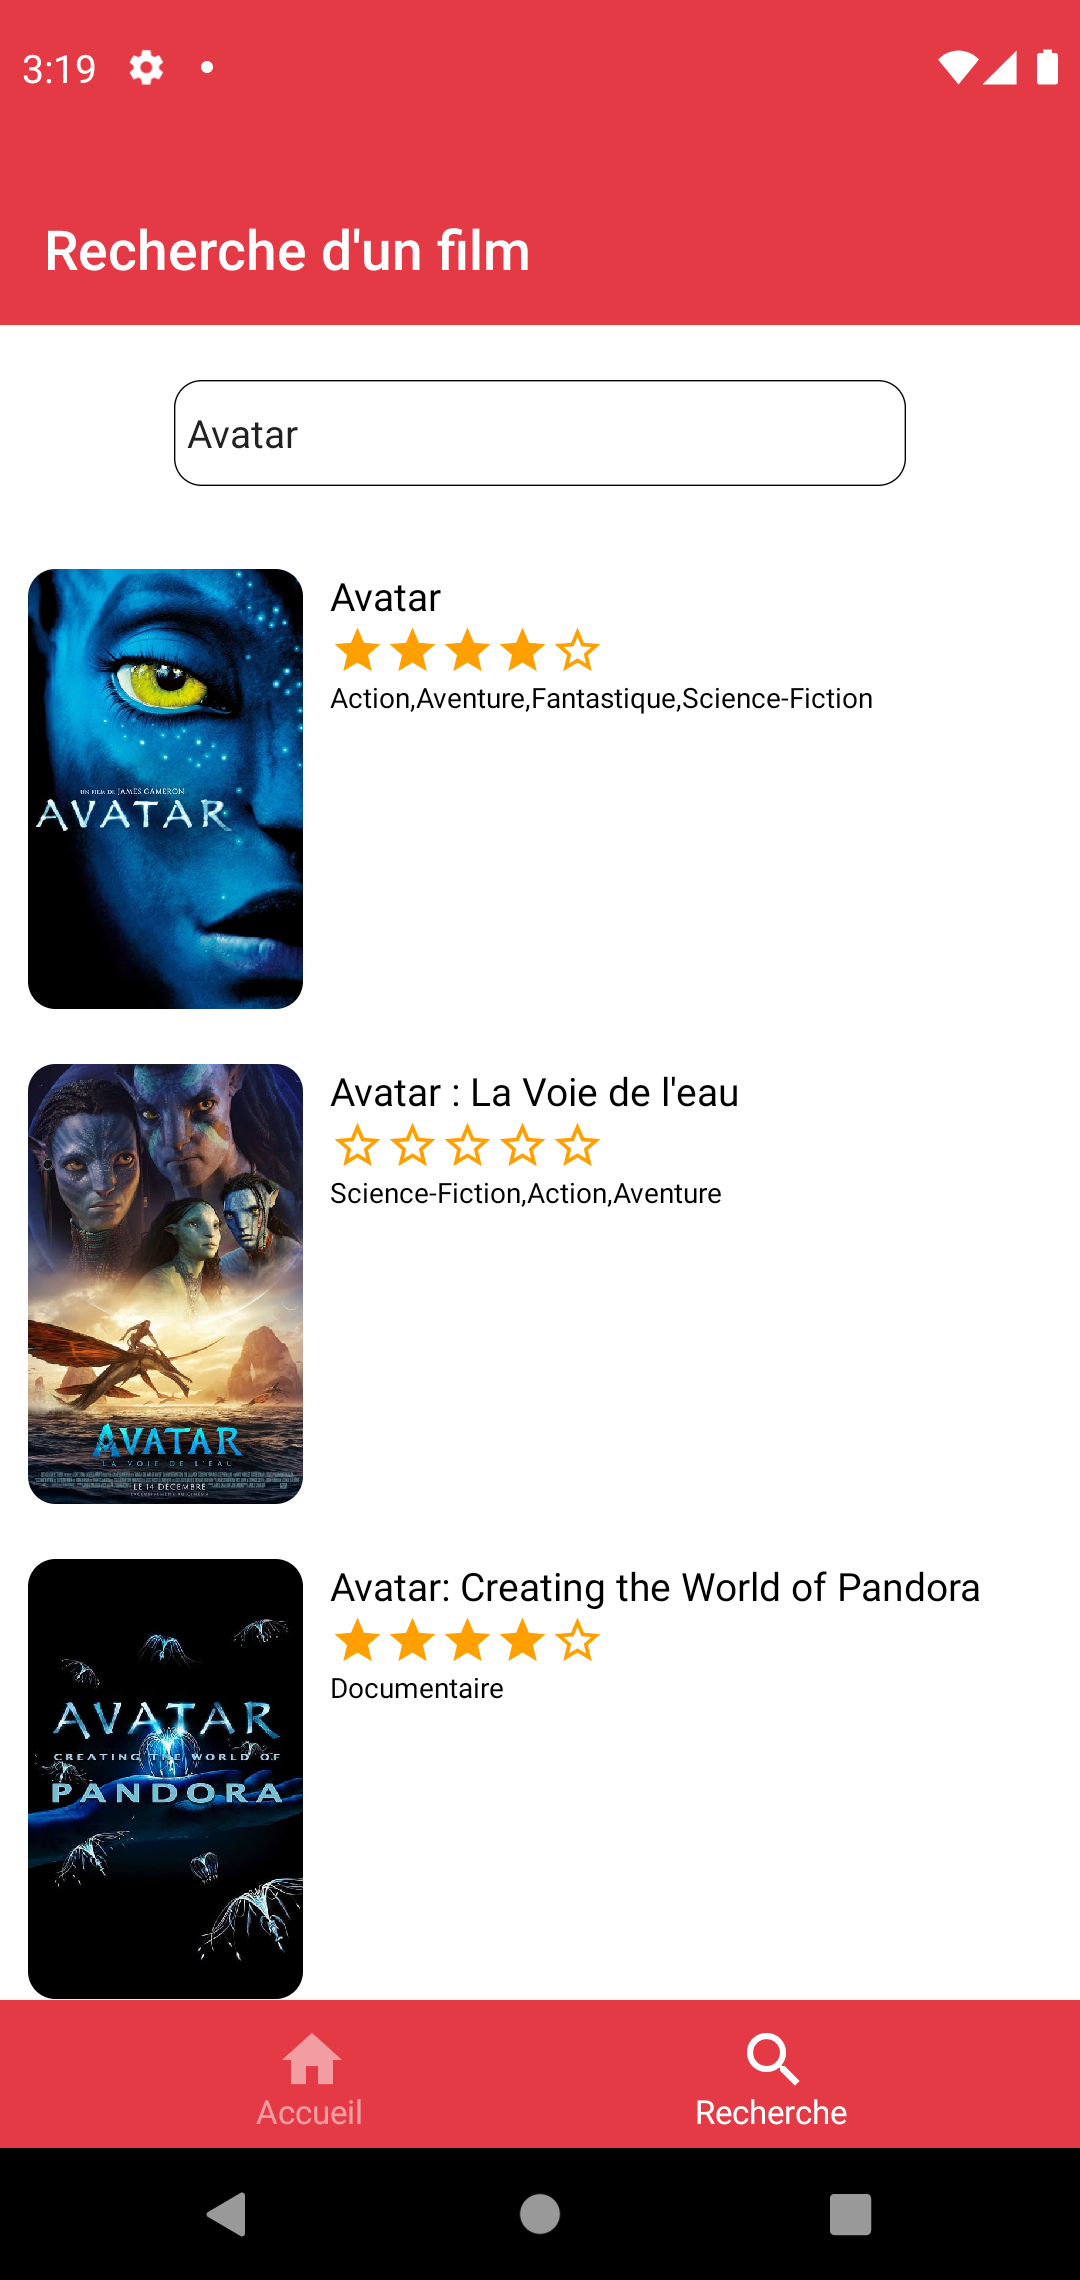 3:19
Recherche d'un film
Avatar
Avatar
Action,Aventure,Fantastique,Science-Fiction
UN FILM DE JAMES CAMERON
AVATAR
Avatar : La Voie de l'eau
Science-Fiction,Action,Aventure
AVATAR
LA VOIE DE L'EAU
LE 14 DÉCEMBRE
Avatar: Creating the World of Pandora
Documentaire
AVATAR
CREATING THE WORLD OF
PANDORA
Accueil
Recherche